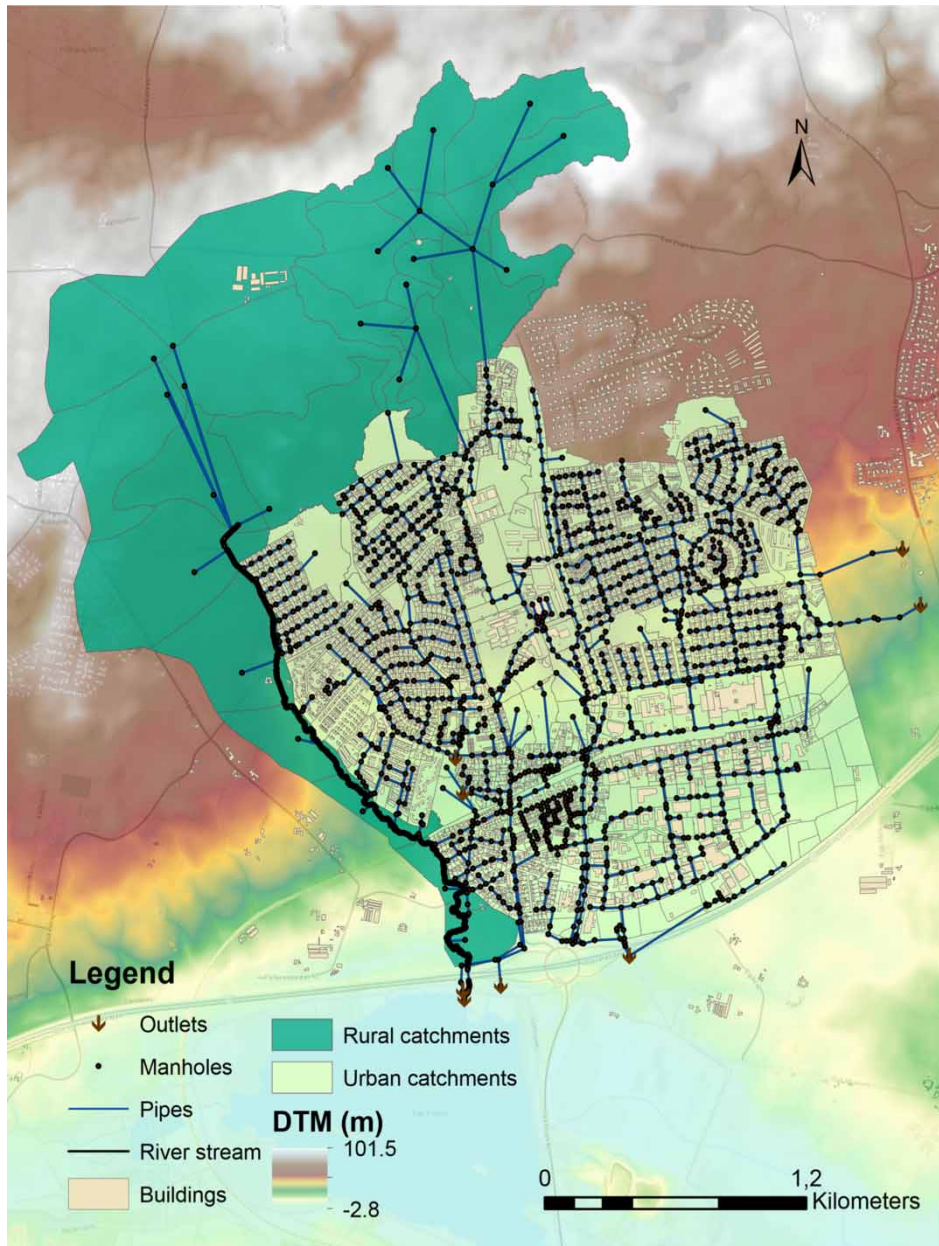 N
Legend
Outlets
Manholes
Pipes
River stream
Buildings
Rural catchments
Urban catchments
DTM (m)
101.5
-2.8
0
1,2
Kilometers